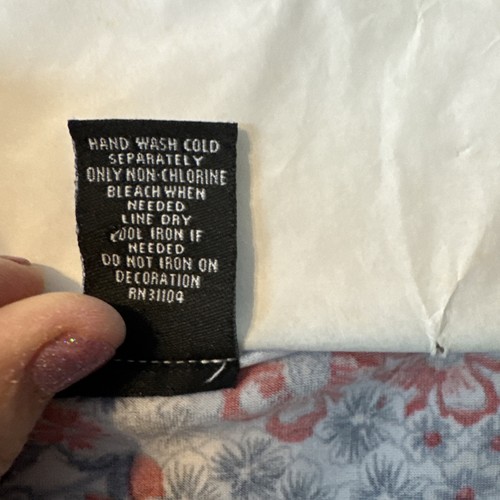 HAND WASH COLD
SEPARATELY
ONLY NON-CHLORINE
BLEACH WHEN
NEEDED
LINE DRY
COOL IRON IF
NEEDED
DO NOT IRON ON
DECORATION
RN31104